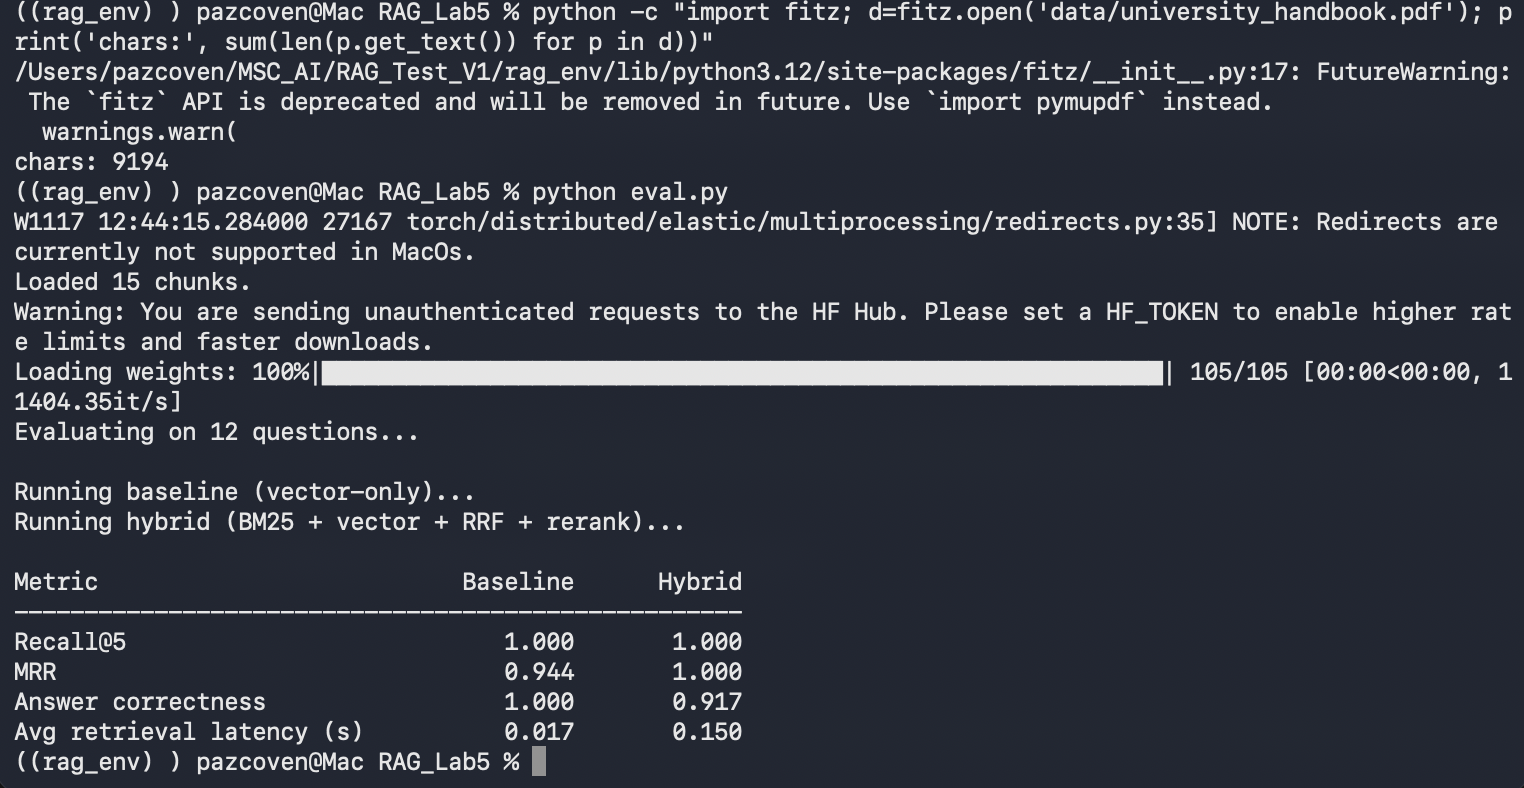 ((rag_env) ) pazcoven@Mac RAG_Lab5 % python -c "import fitz; d=fitz.open('data/university_handbook.pdf'); p
rint('chars:', sum(len(p.get_text()) for p in d))"
/Users/pazcoven/MSC_AI/RAG_Test_V1/rag_env/lib/python3.12/site-packages/fitz/__init__.py:17: FutureWarning:
 The `fitz` API is deprecated and will be removed in future. Use `import pymupdf` instead.
  warnings.warn(
chars: 9194
((rag_env) ) pazcoven@Mac RAG_Lab5 % python eval.py
W1117 12:44:15.284000 27167 torch/distributed/elastic/multiprocessing/redirects.py:35] NOTE: Redirects are
currently not supported in MacOs.
Loaded 15 chunks.
Warning: You are sending unauthenticated requests to the HF Hub. Please set a HF_TOKEN to enable higher rat
e limits and faster downloads.
Loading weights: 100%|██████████████████████████████| 105/105 [00:00<00:00, 1
1404.35it/s]
Evaluating on 12 questions...
Running baseline (vector-only)...
Running hybrid (BM25 + vector + RRF + rerank)...
Metric Baseline Hybrid
Recall@5 1.000 1.000
MRR 0.944 1.000
Answer correctness 1.000 0.917
Avg retrieval latency (s) 0.017 0.150
((rag_env) ) pazcoven@Mac RAG_Lab5 %